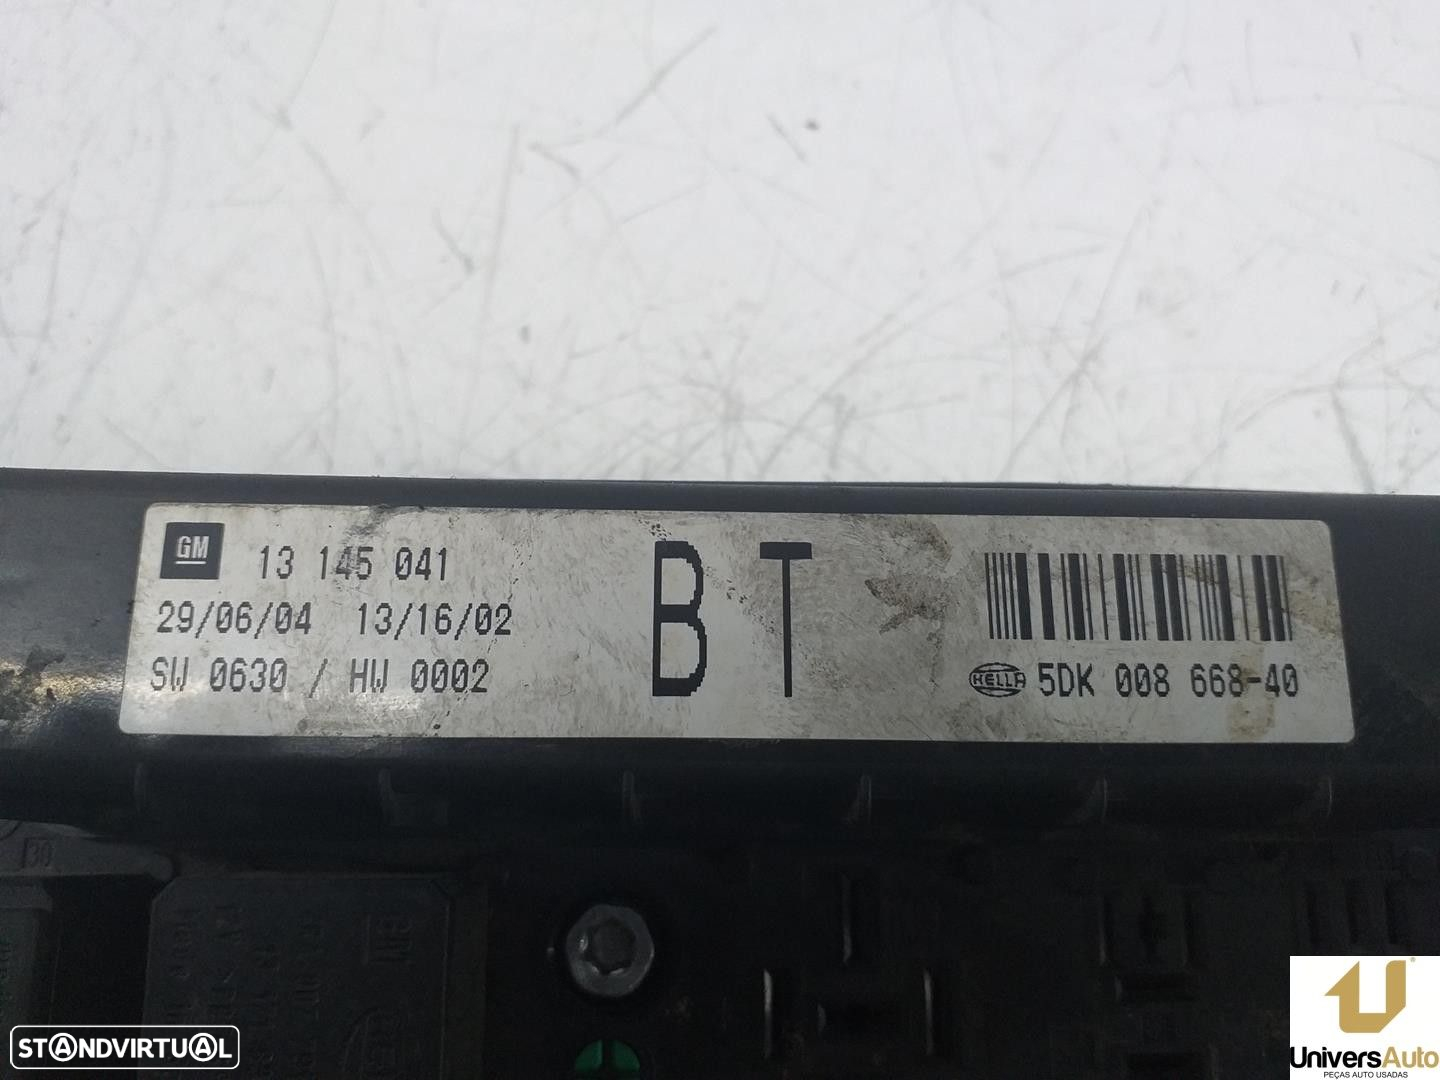 GM 13 145 041
29/06/04 13/16/02
SW 0630 / HW 0002
BT
HELLA 5DK 008 668-40
30
STANDVIRTUAL
UniversAuto
PEÇAS AUTO USADAS